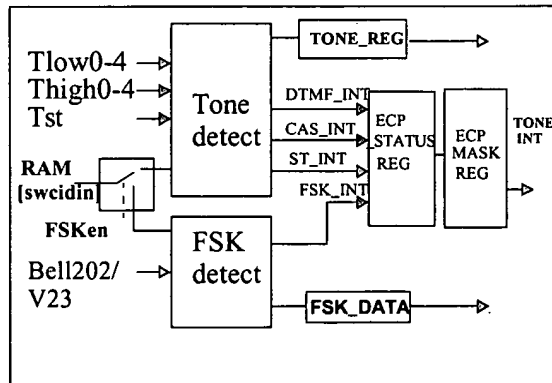 TONE_REG
Tlow0-4
Thigh0-4
Tst
Tone
detect
DTMF_INT
CAS_INT
ST_INT
FSK_INT
ECP
STATUS
REG
ECP
MASK
REG
TONE
INT
RAM
[swcidin]
FSKen
Bell202/
V23
FSK
detect
FSK_DATA